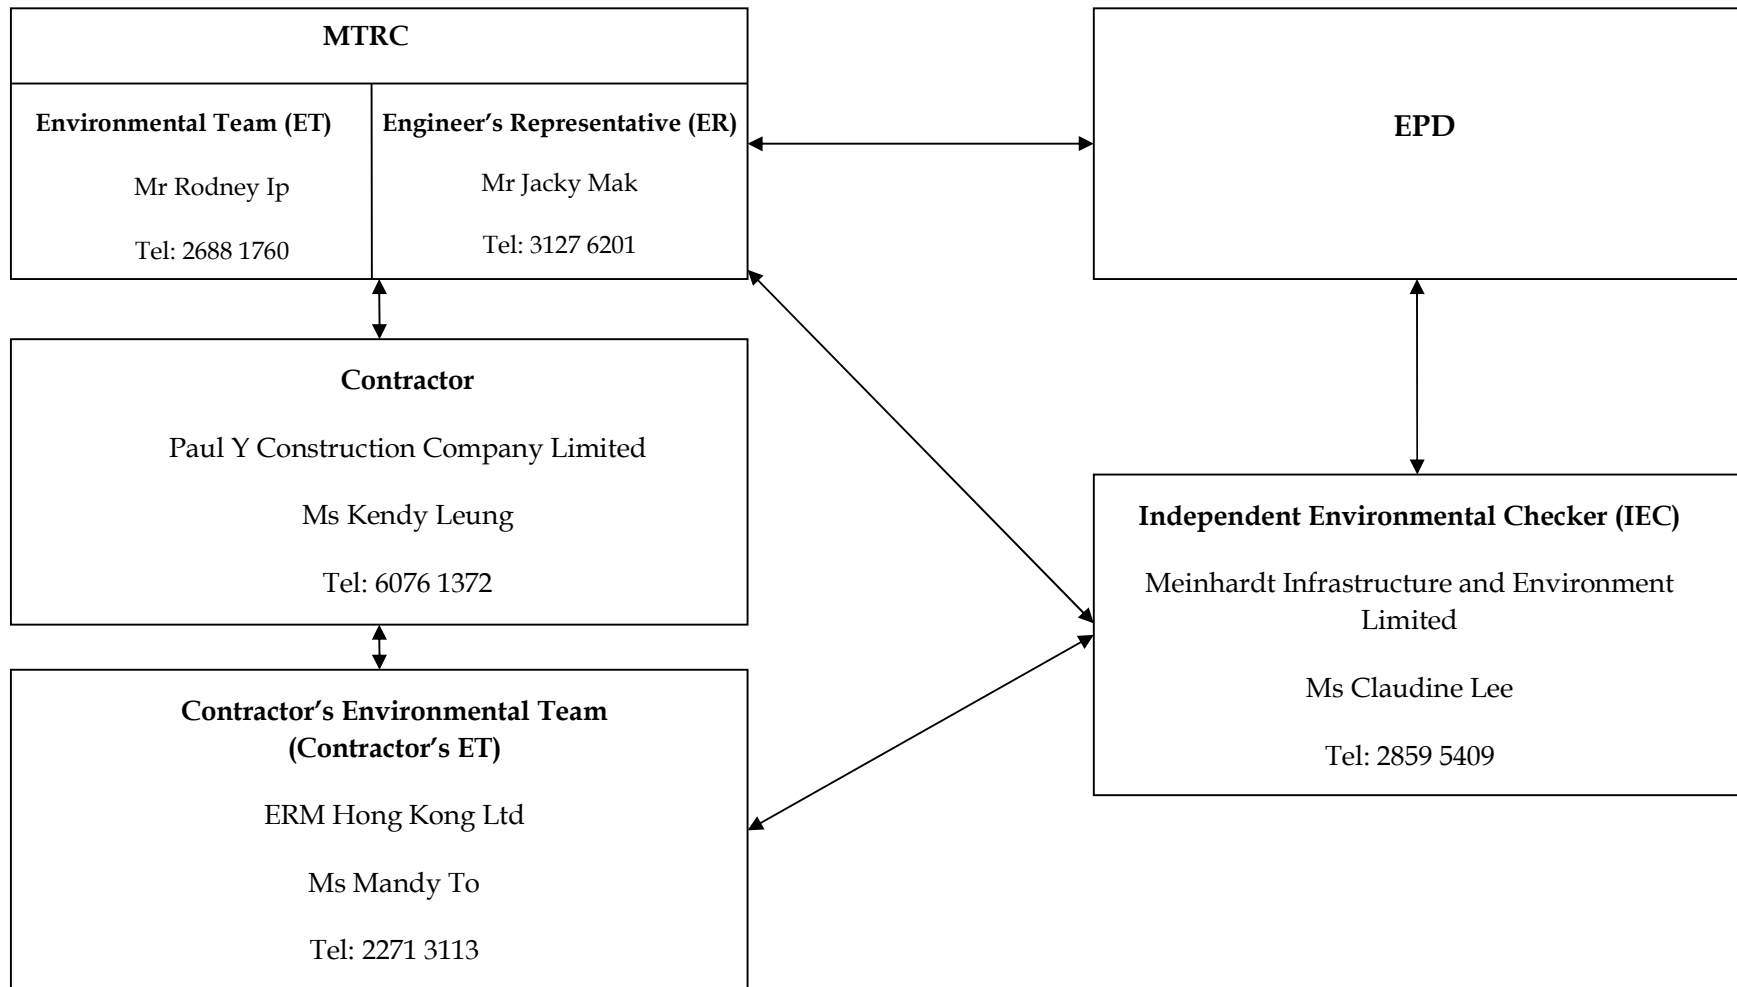 MTRC
Environmental Team (ET)
Mr Rodney Ip
Tel: 2688 1760
Engineer’s Representative (ER)
Mr Jacky Mak
Tel: 3127 6201
EPD
Contractor
Paul Y Construction Company Limited
Ms Kendy Leung
Tel: 6076 1372
Independent Environmental Checker (IEC)
Meinhardt Infrastructure and Environment
Limited
Ms Claudine Lee
Tel: 2859 5409
Contractor’s Environmental Team
(Contractor’s ET)
ERM Hong Kong Ltd
Ms Mandy To
Tel: 2271 3113